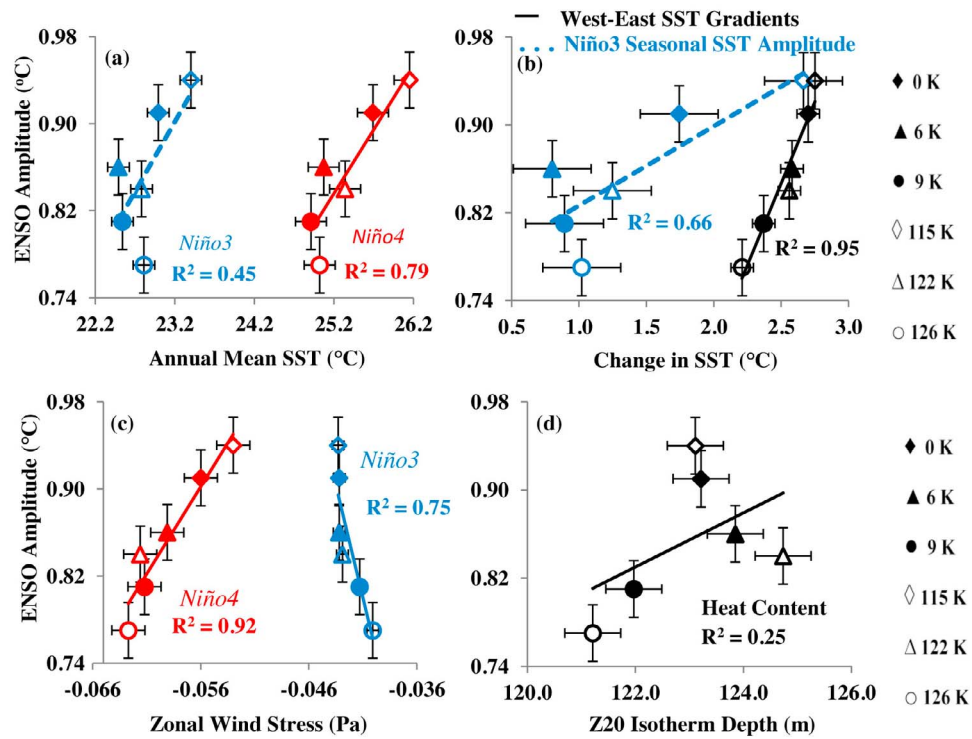 West-East SST Gradients
Niño3 Seasonal SST Amplitude
ENSO Amplitude (°C)
0.98
0.90
0.82
0.74
(a)
Niño3
R² = 0.45
Niño4
R² = 0.79
22.2 23.2 24.2 25.2 26.2
Annual Mean SST (°C)
0.98
0.90
0.82
0.74
(b)
R² = 0.66
R² = 0.95
0.5 1.0 1.5 2.0 2.5 3.0
Change in SST (°C)
0 K
6 K
9 K
115 K
122 K
126 K
ENSO Amplitude (°C)
0.98
0.90
0.82
0.74
(c)
Niño3
R² = 0.75
Niño4
R² = 0.92
-0.066 -0.056 -0.046 -0.036
Zonal Wind Stress (Pa)
0.98
0.90
0.82
0.74
(d)
Heat Content
R² = 0.25
120.0 122.0 124.0 126.0
Z20 Isotherm Depth (m)
0 K
6 K
9 K
115 K
122 K
126 K